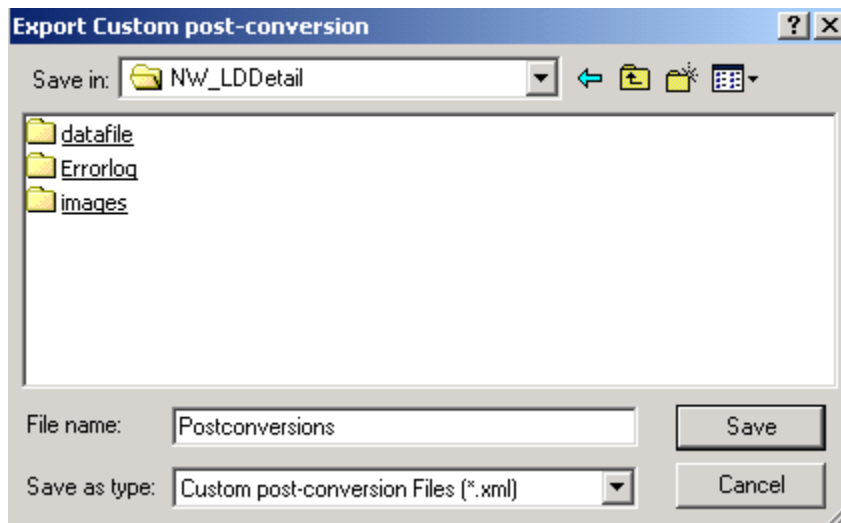 Export Custom post-conversion
Save in: NW_LDDetail
datafile
Errorlog
images
File name: Postconversions Save
Save as type: Custom post-conversion Files (*.xml) Cancel